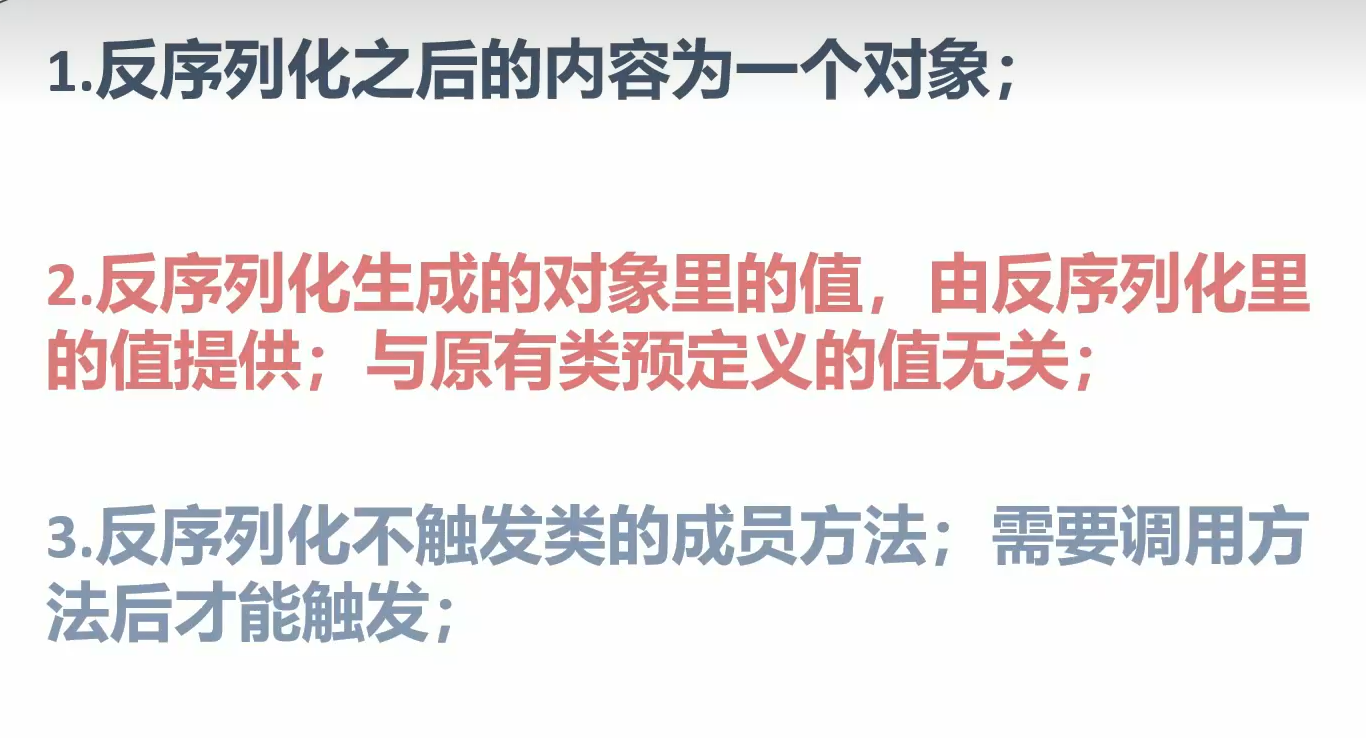 1.反序列化之后的内容为一个对象；
2.反序列化生成的对象里的值，由反序列化里
的值提供；与原有类预定义的值无关；
3.反序列化不触发类的成员方法；需要调用方
法后才能触发；